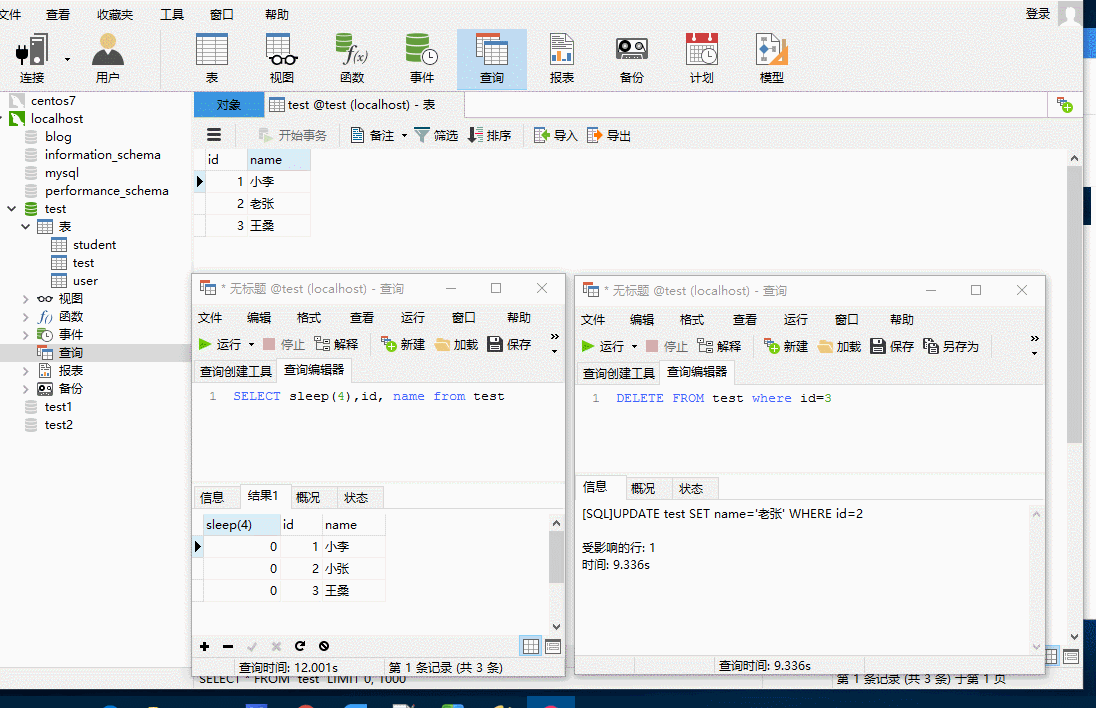 文件 查看 收藏夹 工具 窗口 帮助 登录
连接 用户 表 视图 函数 事件 查询 报表 备份 计划 模型
centos7
localhost
blog
information_schema
mysql
performance_schema
test
表
student
test
user
视图
函数
事件
查询
报表
备份
test1
test2
对象 test @test (localhost) - 表
开始事务 备注 筛选 排序 导入 导出
id name
1 小李
2 老张
3 王桑
* 无标题 @test (localhost) - 查询
文件 编辑 格式 查看 运行 窗口 帮助
运行 停止 解释 新建 加载 保存 »
查询创建工具 查询编辑器
1 SELECT sleep(4),id, name from test
信息 结果1 概况 状态
sleep(4) id name
0 1 小李
0 2 小张
0 3 王桑
查询时间: 12.001s 第 1 条记录 (共 3 条)
* 无标题 @test (localhost) - 查询
文件 编辑 格式 查看 运行 窗口 帮助
运行 停止 解释 新建 加载 保存 另存为 »
查询创建工具 查询编辑器
1 DELETE FROM test where id=3
信息 概况 状态
[SQL]UPDATE test SET name='老张' WHERE id=2
受影响的行: 1
时间: 9.336s
查询时间: 9.336s
SELECT * FROM `test` LIMIT 0, 1000 第 1 条记录 (共 3 条) 于第 1 页